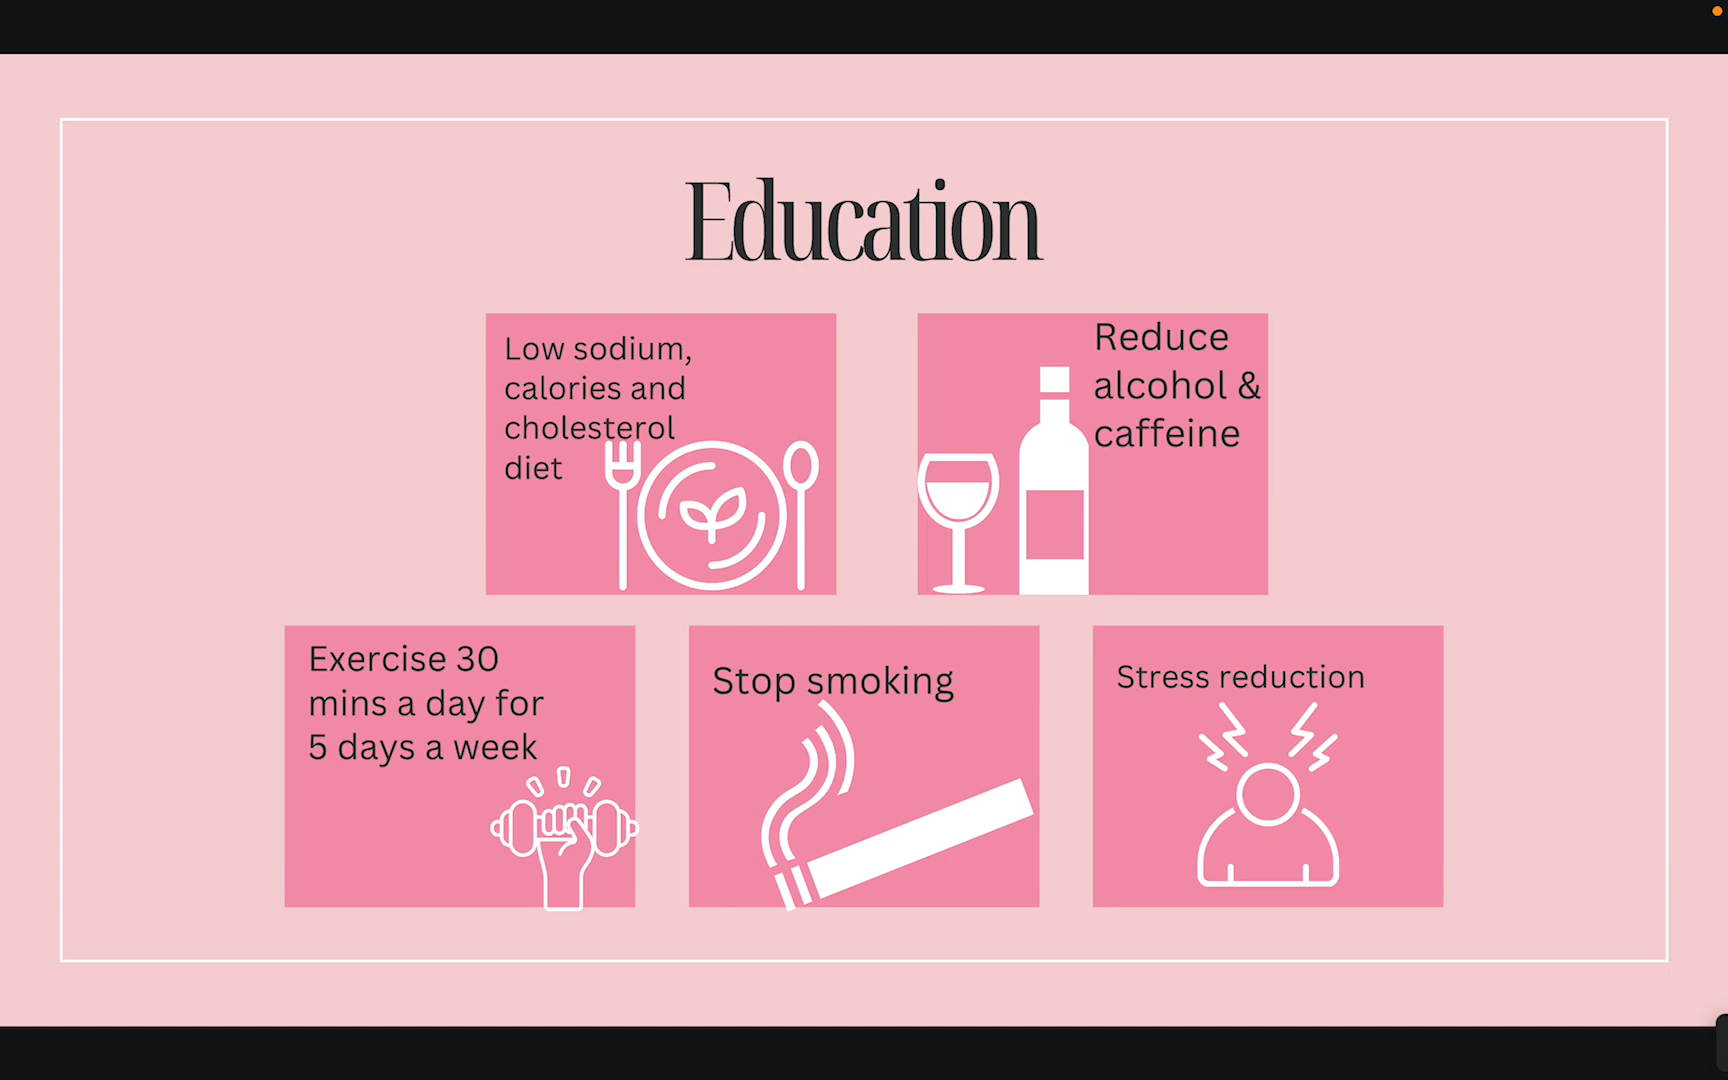 Education
Low sodium,
calories and
cholesterol
diet
Reduce
alcohol &
caffeine
Exercise 30
mins a day for
5 days a week
Stop smoking
Stress reduction